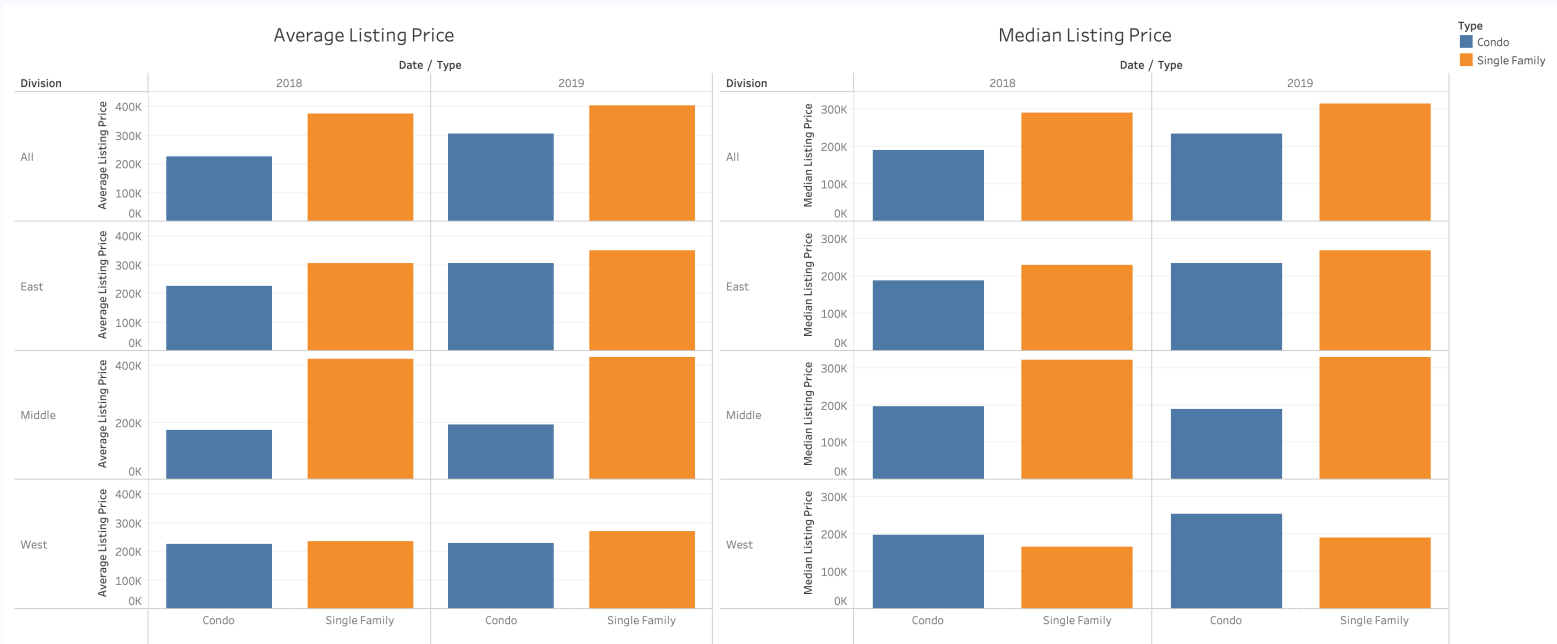 Average Listing Price
Date / Type
Division
2018
2019
All
Average Listing Price
400K
300K
200K
100K
0K
East
Average Listing Price
400K
300K
200K
100K
0K
Middle
Average Listing Price
400K
200K
0K
West
Average Listing Price
400K
300K
200K
100K
0K
Condo
Single Family
Condo
Single Family
Median Listing Price
Date / Type
Division
2018
2019
All
Median Listing Price
300K
200K
100K
0K
East
Median Listing Price
300K
200K
100K
0K
Middle
Median Listing Price
300K
200K
100K
0K
West
Median Listing Price
300K
200K
100K
0K
Condo
Single Family
Condo
Single Family
Type
Condo
Single Family